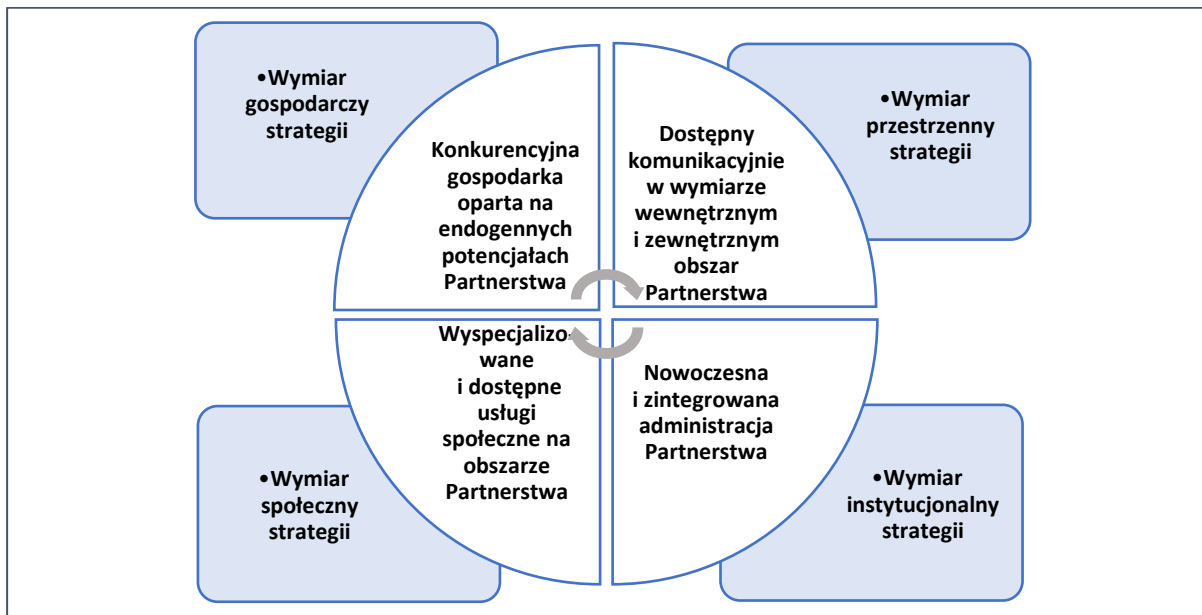 •Wymiar
gospodarczy
strategii
Konkurencyjna
gospodarka
oparta na
endogennych
potencjałach
Partnerstwa
Dostępny
komunikacyjnie
w wymiarze
wewnętrznym
i zewnętrznym
obszar
Partnerstwa
•Wymiar
przestrzenny
strategii
•Wymiar
społeczny
strategii
Wyspecjalizo-
wane
i dostępne
usługi
społeczne na
obszarze
Partnerstwa
Nowoczesna
i zintegrowana
administracja
Partnerstwa
•Wymiar
instytucjonalny
strategii